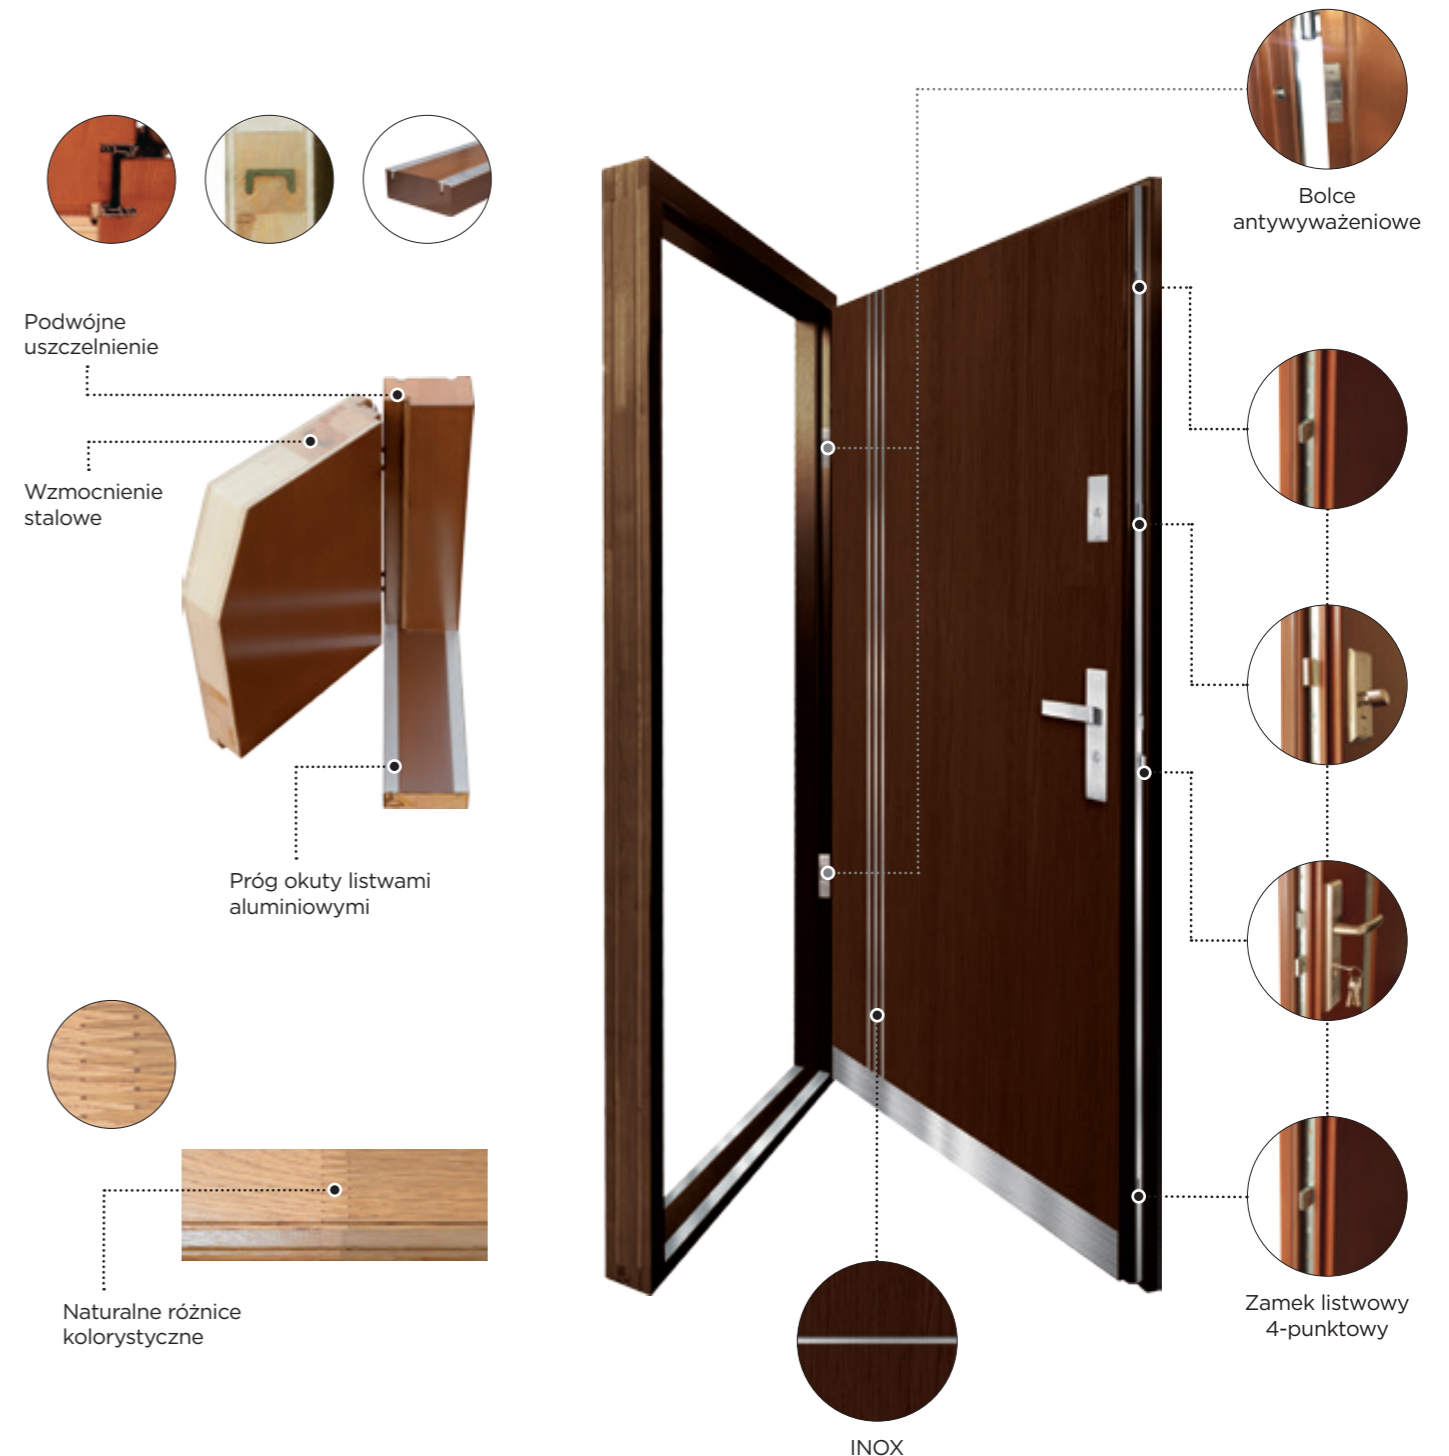 Bolce
antywyważeniowe
Podwójne
uszczelnienie
Wzmocnienie
stalowe
Próg okuty listwami
aluminiowymi
Naturalne różnice
kolorystyczne
Zamek listwowy
4-punktowy
INOX